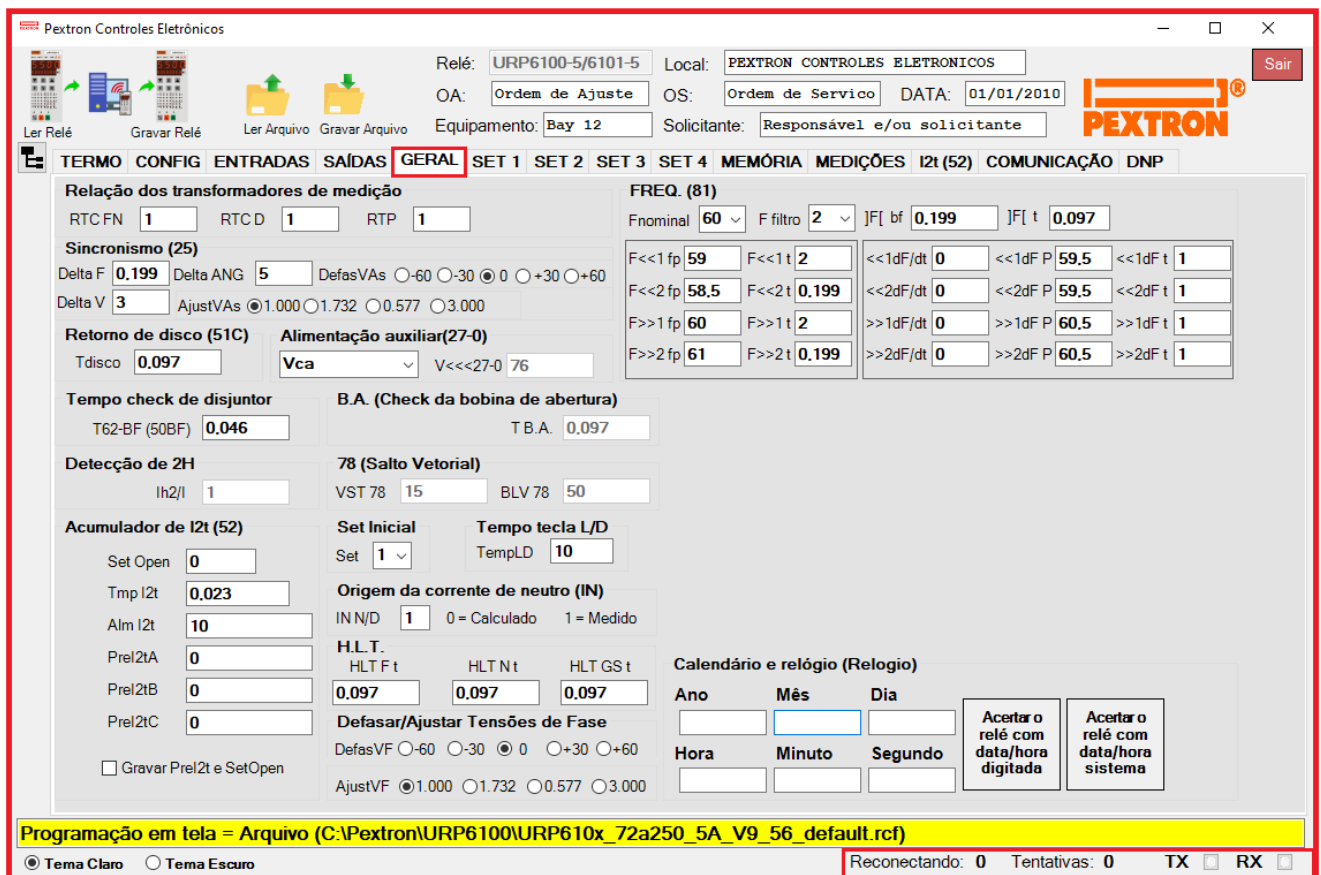 Pextron Controles Eletrônicos
Relé: URP6100-5/6101-5 Local: PEXTRON CONTROLES ELETRONICOS Sair
OA: Ordem de Ajuste OS: Ordem de Servico DATA: 01/01/2010
Ler Relé Gravar Relé Ler Arquivo Gravar Arquivo Equipamento: Bay 12 Solicitante: Responsável e/ou solicitante PEXTRON®
TERMO CONFIG ENTRADAS SAÍDAS GERAL SET 1 SET 2 SET 3 SET 4 MEMÓRIA MEDIÇÕES I2t (52) COMUNICAÇÃO DNP
Relação dos transformadores de medição
RTC FN 1 RTC D 1 RTP 1
Sincronismo (25)
Delta F 0.199 Delta ANG 5 DefasVAs -60 -30 0 +30 +60
Delta V 3 AjustVAs 1.000 1.732 0.577 3.000
Retorno de disco (51C)
Tdisco 0.097
Alimentação auxiliar(27-0)
Vca V<<<27-0 76
FREQ. (81)
Fnominal 60 F filtro 2 ]F[ bf 0.199 ]F[ t 0.097
F<<1 fp 59 F<<1 t 2 <<1dF/dt 0 <<1dF P 59.5 <<1dF t 1
F<<2 fp 58.5 F<<2 t 0.199 <<2dF/dt 0 <<2dF P 59.5 <<2dF t 1
F>>1 fp 60 F>>1 t 2 >>1dF/dt 0 >>1dF P 60.5 >>1dF t 1
F>>2 fp 61 F>>2 t 0.199 >>2dF/dt 0 >>2dF P 60.5 >>2dF t 1
Tempo check de disjuntor
T62-BF (50BF) 0.046
B.A. (Check da bobina de abertura)
T B.A. 0.097
Detecção de 2H
Ih2/I 1
78 (Salto Vetorial)
VST 78 15 BLV 78 50
Acumulador de I2t (52)
Set Open 0
Tmp I2t 0.023
Alm I2t 10
PreI2tA 0
PreI2tB 0
PreI2tC 0
Gravar PreI2t e SetOpen
Set Inicial
Set 1
Tempo tecla L/D
TempLD 10
Origem da corrente de neutro (IN)
IN N/D 1 0 = Calculado 1 = Medido
H.L.T.
HLT F t HLT N t HLT GS t
0.097 0.097 0.097
Defasar/Ajustar Tensões de Fase
DefasVF -60 -30 0 +30 +60
AjustVF 1.000 1.732 0.577 3.000
Calendário e relógio (Relogio)
Ano Mês Dia
Hora Minuto Segundo
Acertar o
relé com
data/hora
digitada
Acertar o
relé com
data/hora
sistema
Programação em tela = Arquivo (C:\Pextron\URP6100\URP610x_72a250_5A_V9_56_default.rcf)
Tema Claro Tema Escuro Reconectando: 0 Tentativas: 0 TX RX